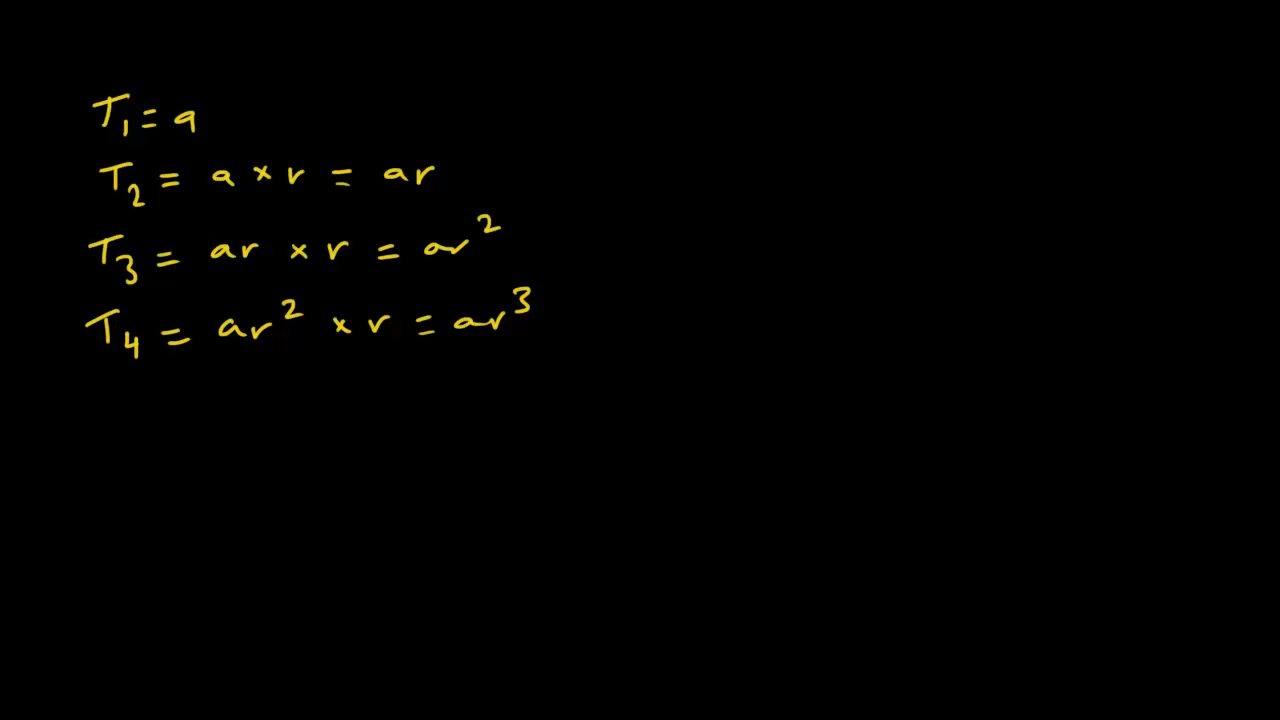 T₁ = a
T₂ = a × r = ar
T₃ = ar × r = ar²
T₄ = ar² × r = ar³